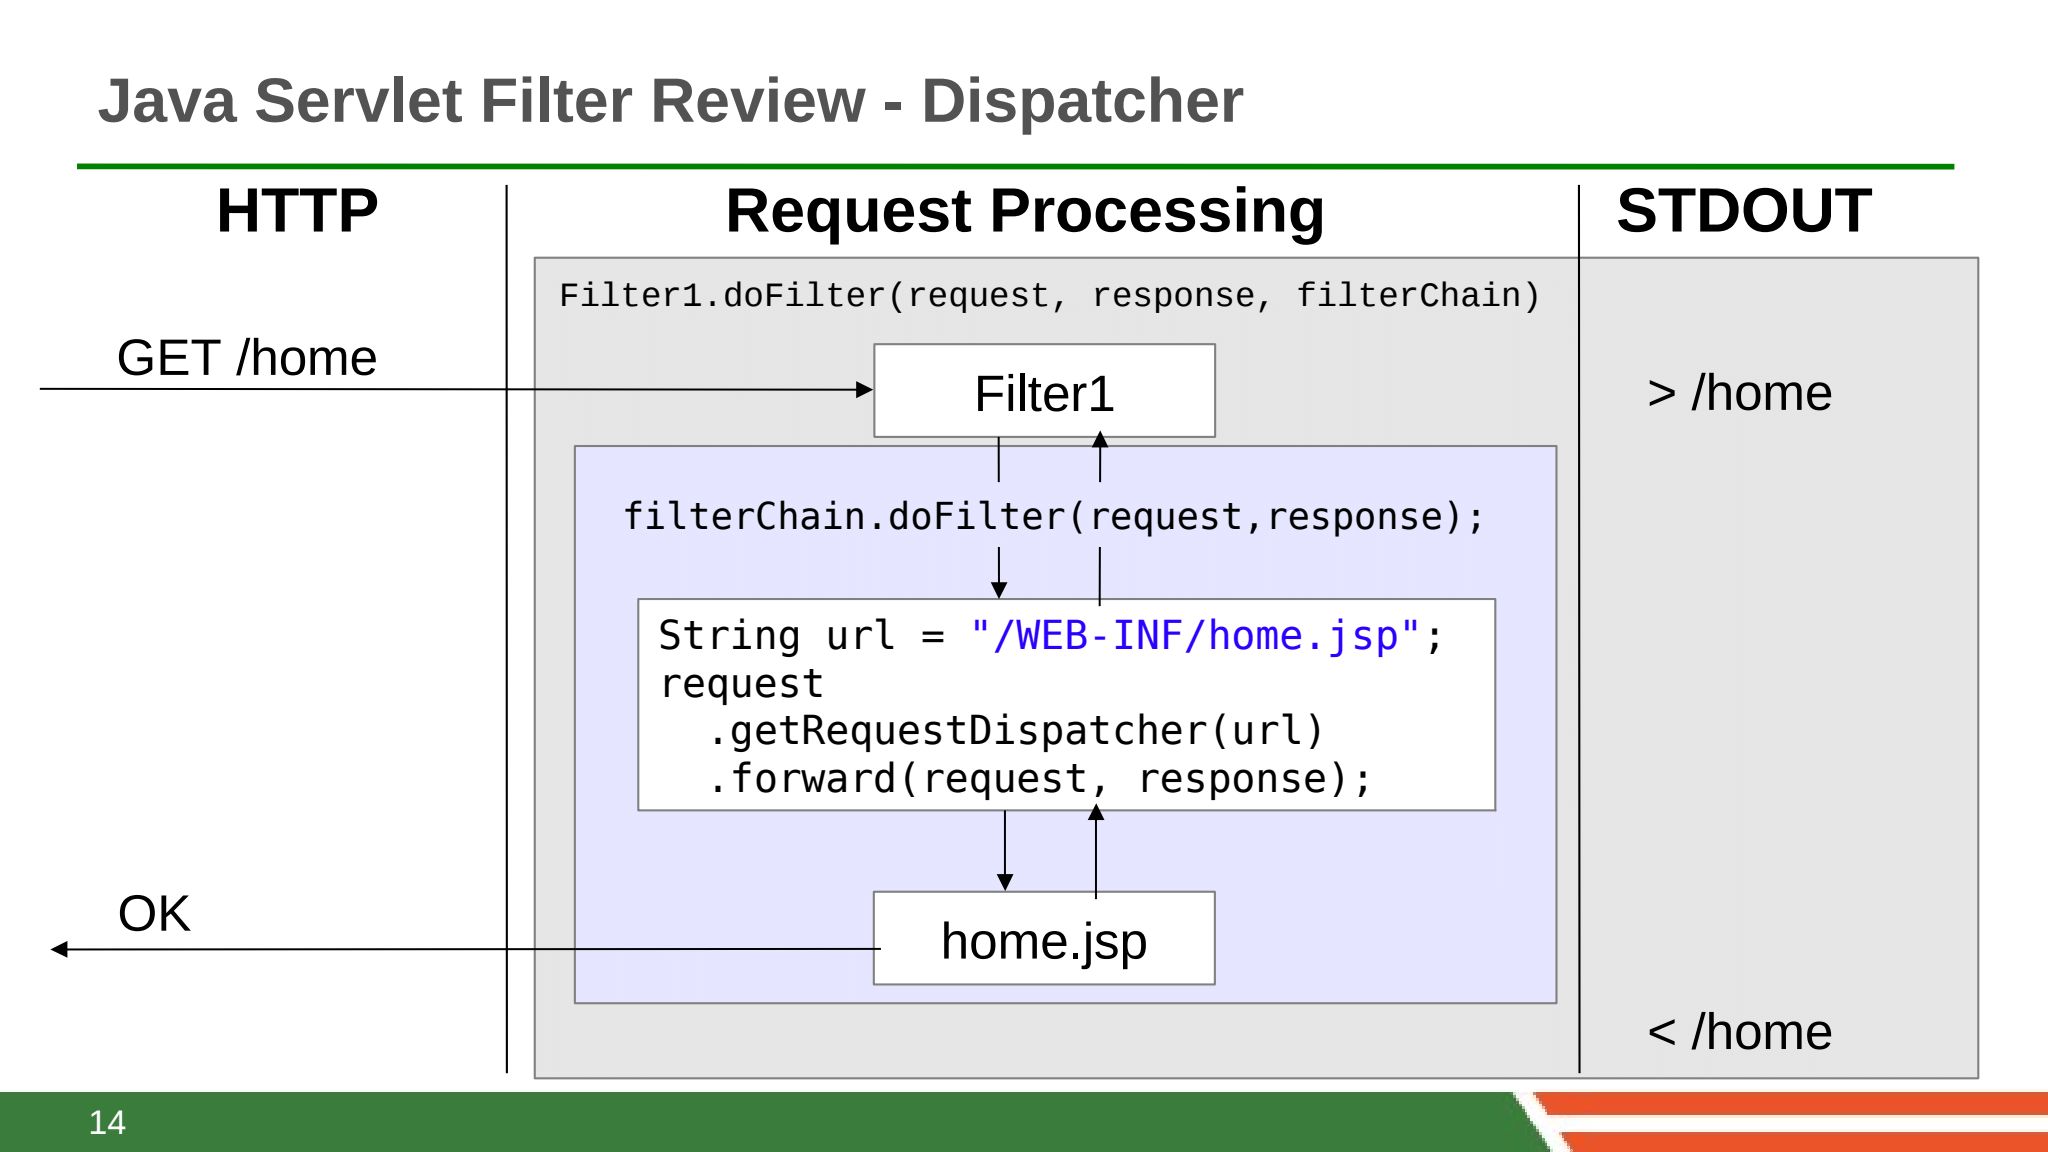 Java Servlet Filter Review - Dispatcher
HTTP
Request Processing
STDOUT
Filter1.doFilter(request, response, filterChain)
GET /home
Filter1
> /home
filterChain.doFilter(request,response);
String url = "/WEB-INF/home.jsp";
request
  .getRequestDispatcher(url)
  .forward(request, response);
OK
home.jsp
< /home
14